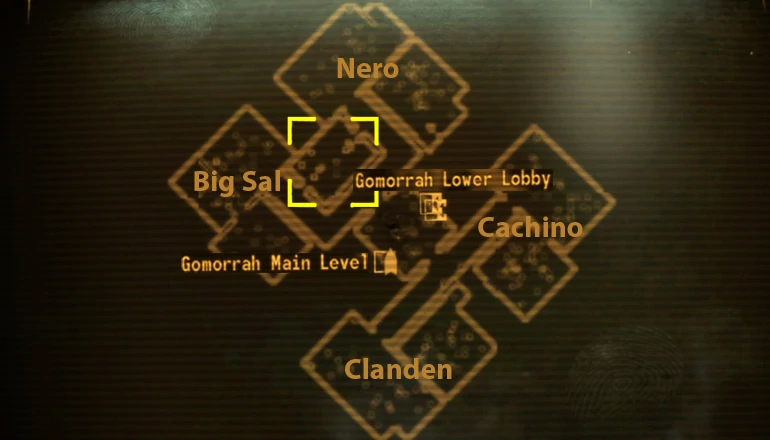 Nero
Big Sal
Gomorrah Lower Lobby
Cachino
Gomorrah Main Level
Clanden